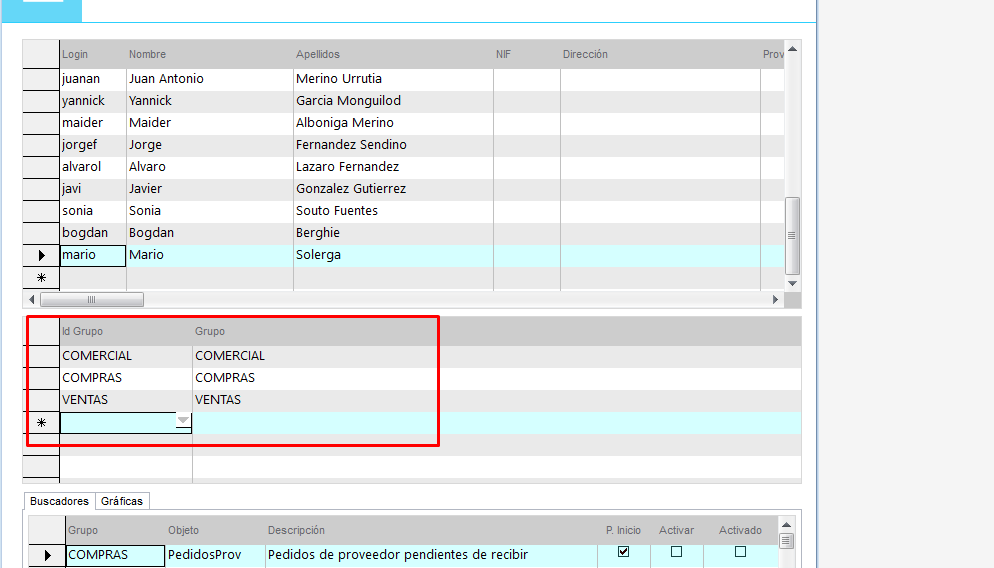 Login Nombre Apellidos NIF Dirección Prov
juanan Juan Antonio Merino Urrutia
yannick Yannick Garcia Monguilod
maider Maider Alboniga Merino
jorgef Jorge Fernandez Sendino
alvarol Alvaro Lazaro Fernandez
javi Javier Gonzalez Gutierrez
sonia Sonia Souto Fuentes
bogdan Bogdan Berghie
mario Mario Solerga
Id Grupo Grupo
COMERCIAL COMERCIAL
COMPRAS COMPRAS
VENTAS VENTAS
Buscadores Gráficas
Grupo Objeto Descripción P. Inicio Activar Activado
COMPRAS PedidosProv Pedidos de proveedor pendientes de recibir